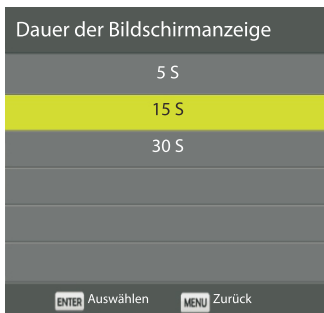 Dauer der Bildschirmanzeige
5 S
15 S
30 S
ENTER Auswählen MENU Zurück